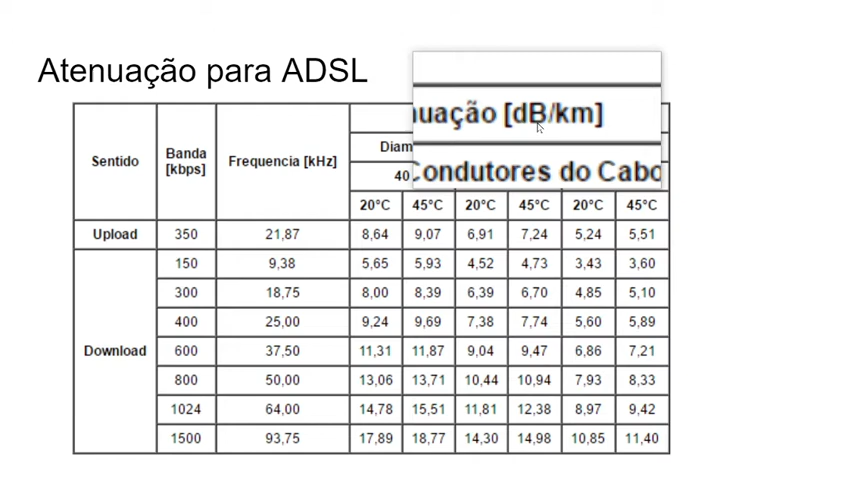 Atenuação para ADSL
nuação [dB/km]
Condutores do Cabo
Sentido Banda [kbps] Frequencia [kHz] Diam
40
20°C 45°C 20°C 45°C 20°C 45°C
Upload 350 21,87 8,64 9,07 6,91 7,24 5,24 5,51
150 9,38 5,65 5,93 4,52 4,73 3,43 3,60
300 18,75 8,00 8,39 6,39 6,70 4,85 5,10
400 25,00 9,24 9,69 7,38 7,74 5,60 5,89
Download 600 37,50 11,31 11,87 9,04 9,47 6,86 7,21
800 50,00 13,06 13,71 10,44 10,94 7,93 8,33
1024 64,00 14,78 15,51 11,81 12,38 8,97 9,42
1500 93,75 17,89 18,77 14,30 14,98 10,85 11,40